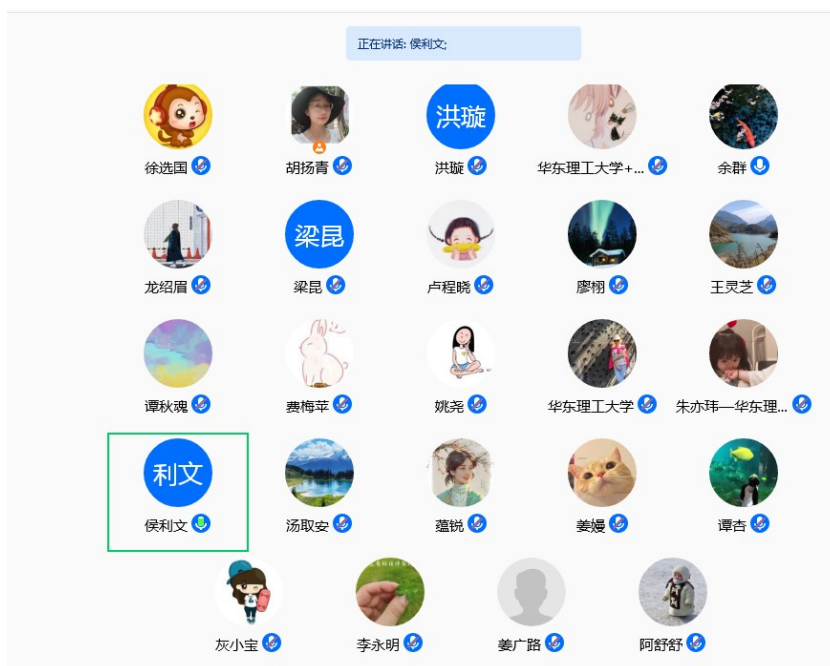 正在讲话: 侯利文;
洪璇
徐选国 胡扬青 洪璇 华东理工大学+... 余群
梁昆
龙绍眉 梁昆 卢程晓 廖栩 王灵芝
谭秋魂 费梅苹 姚尧 华东理工大学 朱亦玮—华东理...
利文
侯利文 汤取安 蕴锐 姜嫚 谭杏
灰小宝 李永明 姜广路 阿舒舒